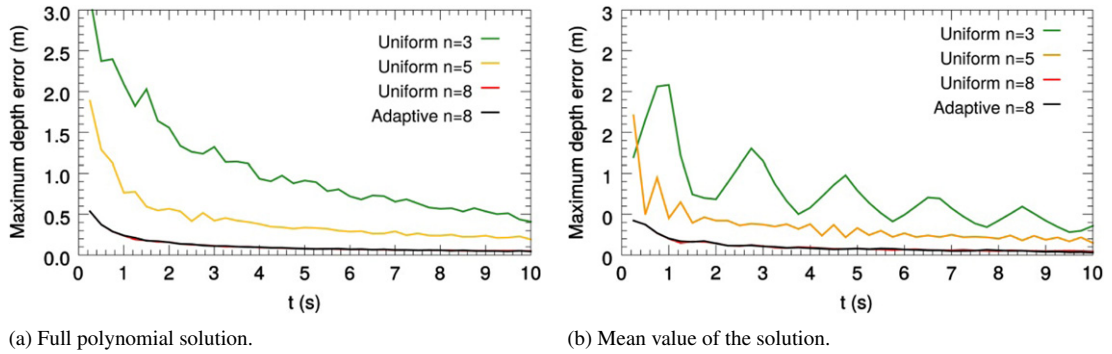 3.0
2.5
2.0
1.5
1.0
0.5
0.0
Maximum depth error (m)
Uniform n=3
Uniform n=5
Uniform n=8
Adaptive n=8
0 1 2 3 4 5 6 7 8 9 10
t (s)
(a) Full polynomial solution.
3
2
2
2
0
0
0
Maximum depth error (m)
Uniform n=3
Uniform n=5
Uniform n=8
Adaptive n=8
0 1 2 3 4 5 6 7 8 9 10
t (s)
(b) Mean value of the solution.